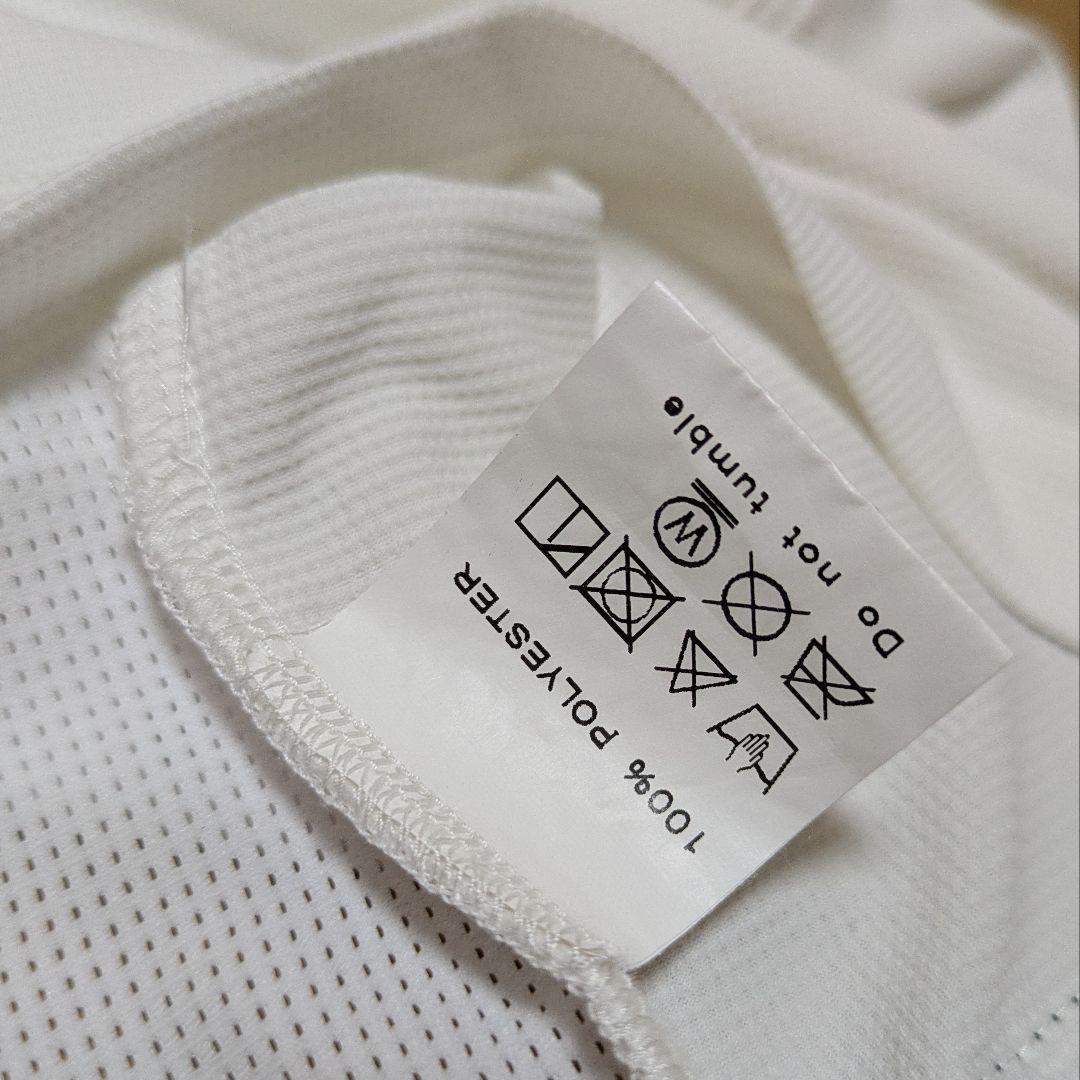 100% POLYESTER
W
Do not tumble